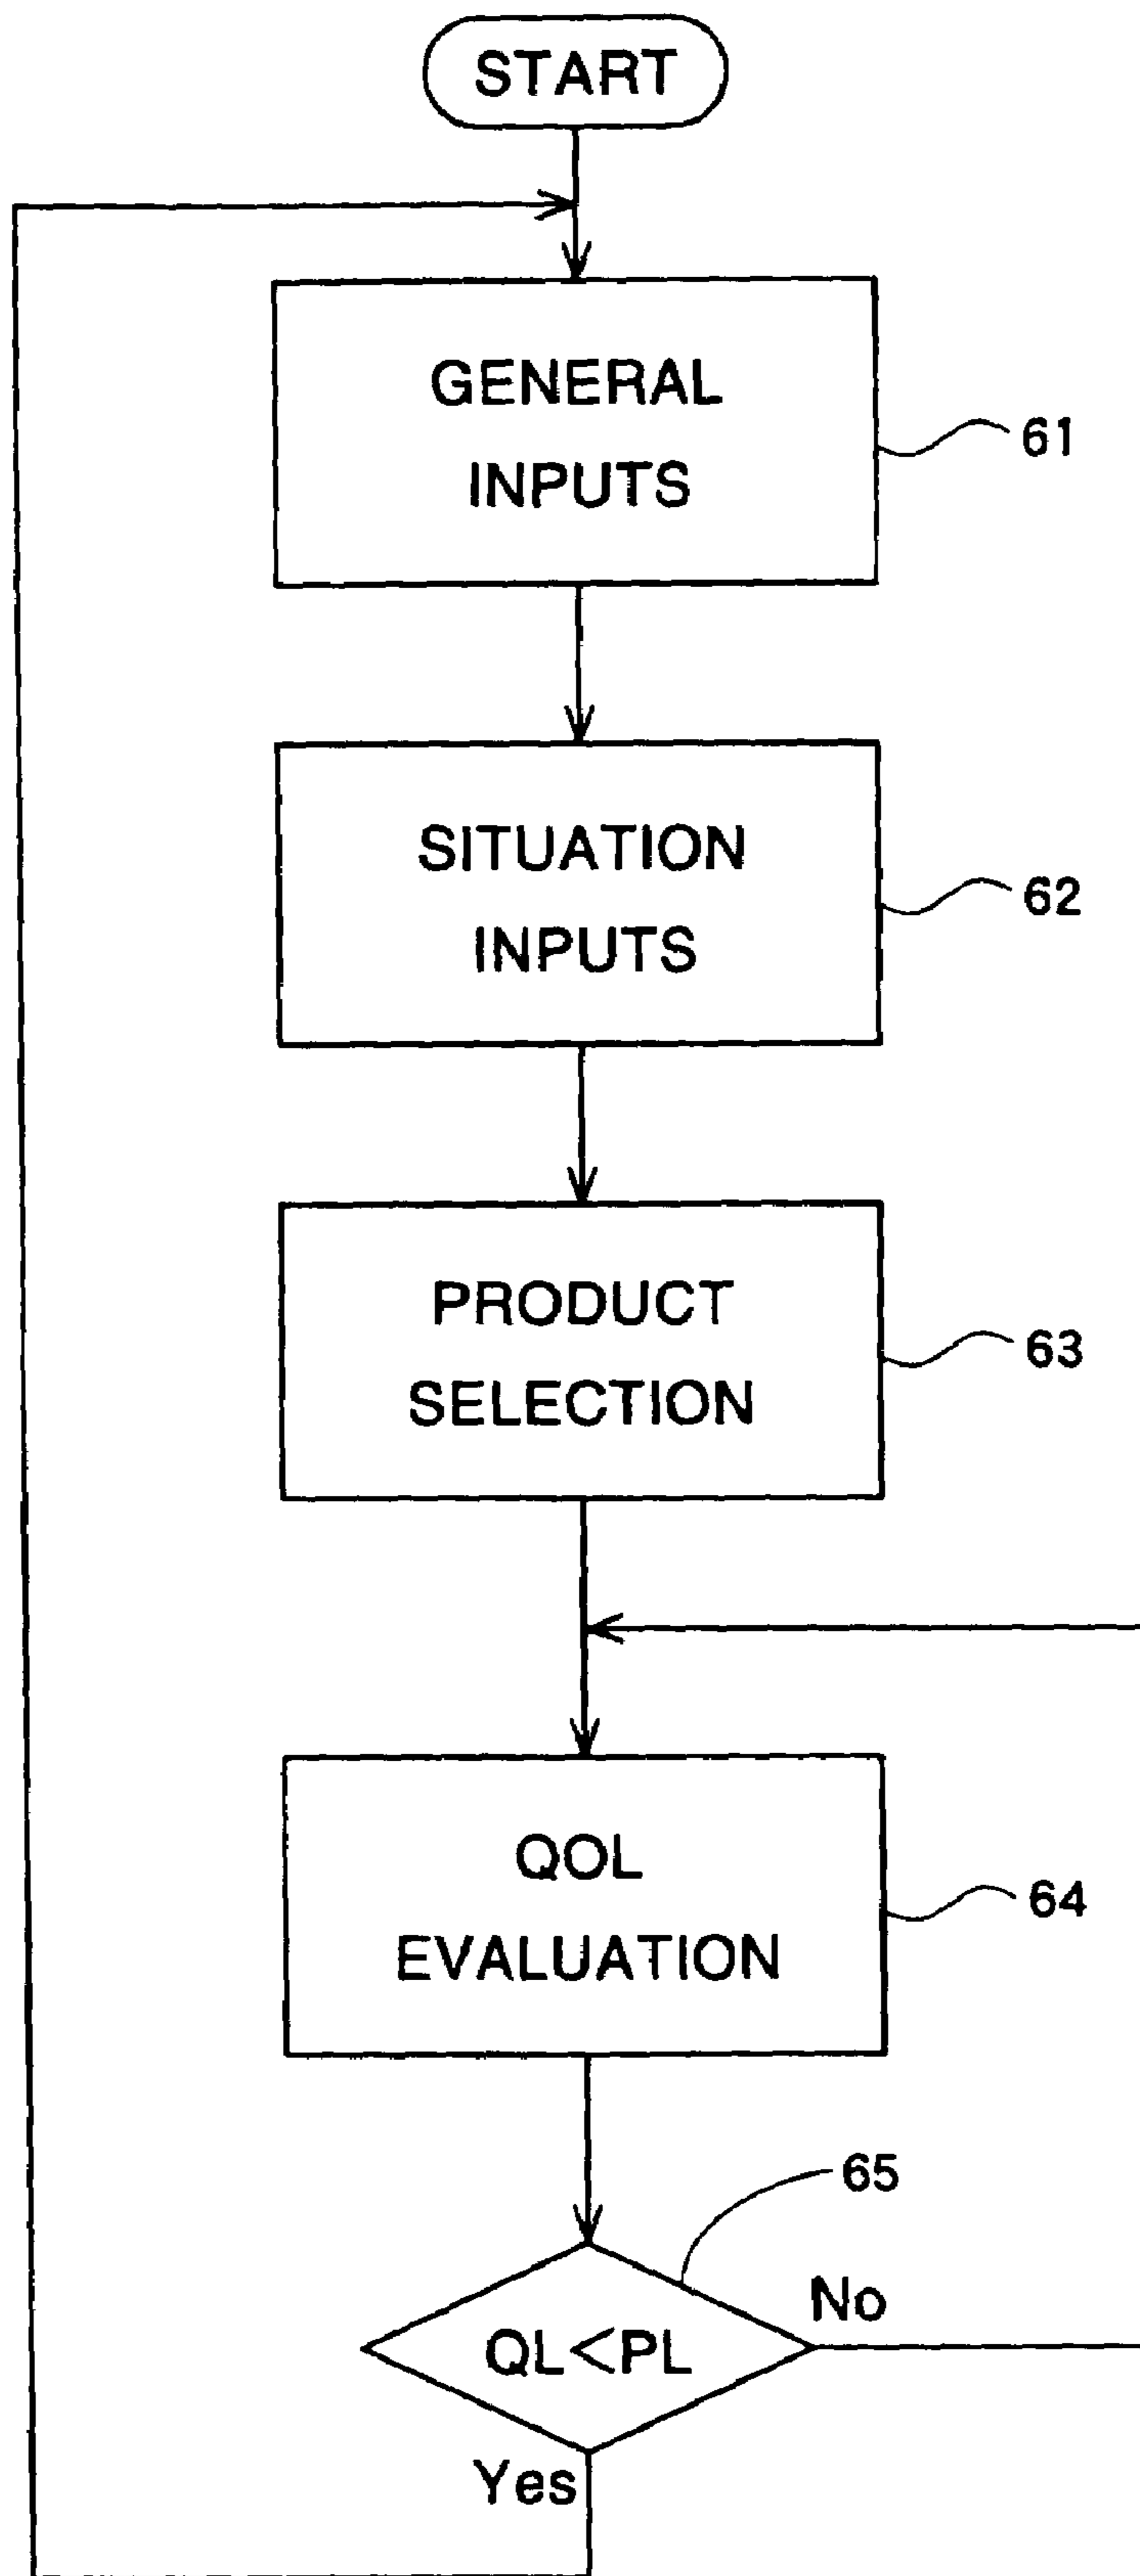 START
GENERAL
INPUTS
61
SITUATION
INPUTS
62
PRODUCT
SELECTION
63
QOL
EVALUATION
64
65
QL<PL
No
Yes